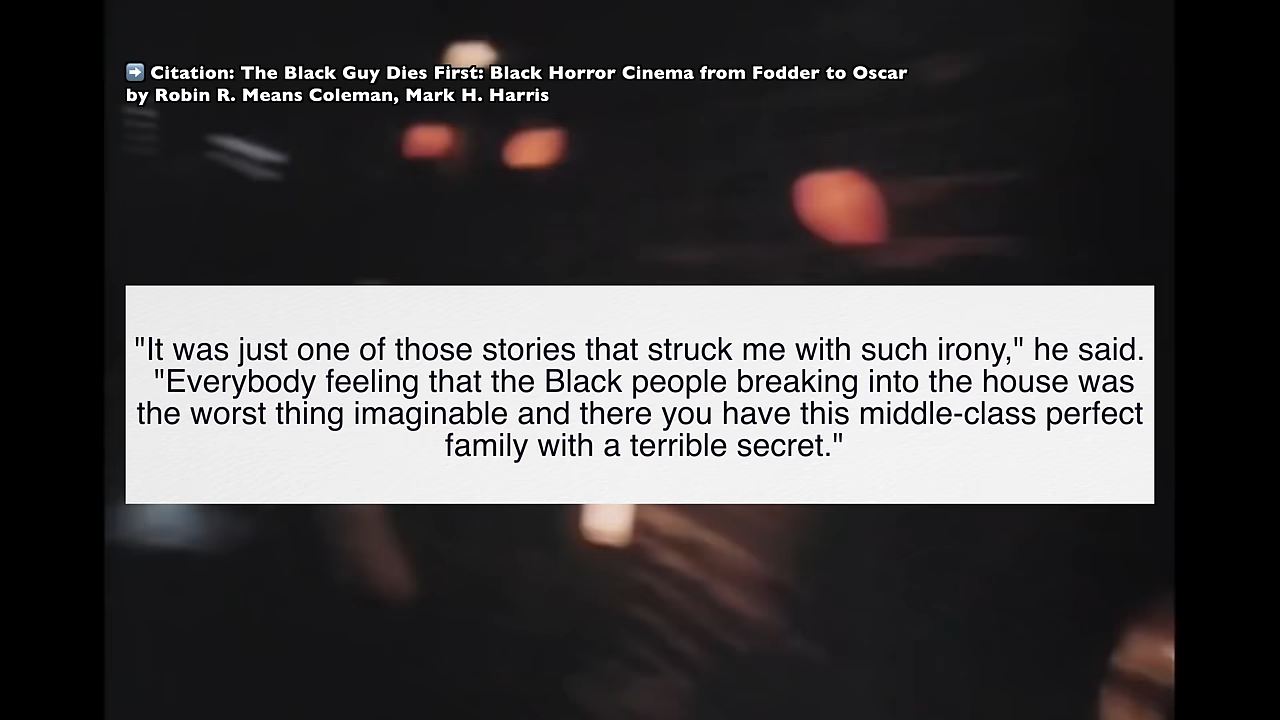 ➡️ Citation: The Black Guy Dies First: Black Horror Cinema from Fodder to Oscar
by Robin R. Means Coleman, Mark H. Harris
"It was just one of those stories that struck me with such irony," he said.
"Everybody feeling that the Black people breaking into the house was
the worst thing imaginable and there you have this middle-class perfect
family with a terrible secret."